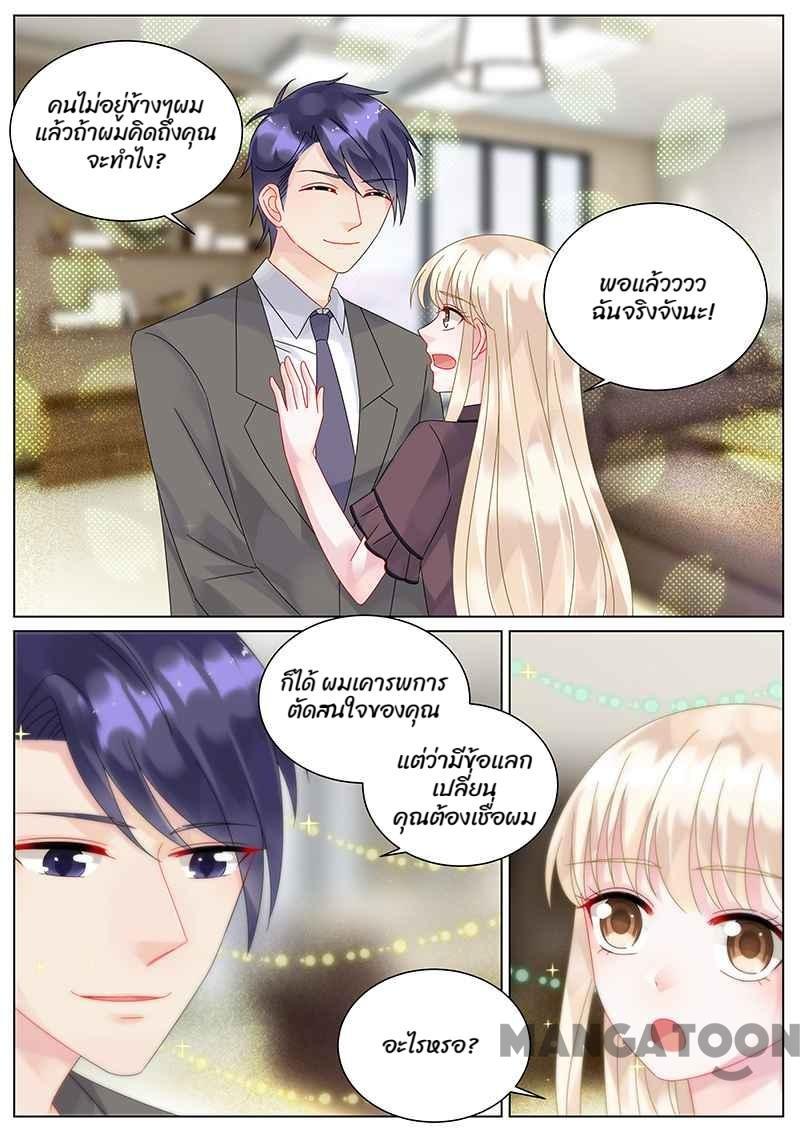 คนไม่อยู่ข้างๆผม
แล้วถ้าผมคิดถึงคุณ
จะทำไง?
พอแล้วววว
ฉันจริงจังนะ!
ก็ได้ ผมเคารพการ
ตัดสนใจของคุณ
แต่ว่ามีข้อแลก
เปลี่ยน
คุณต้องเชื่อผม
อะไรหรอ?
MANGATOON